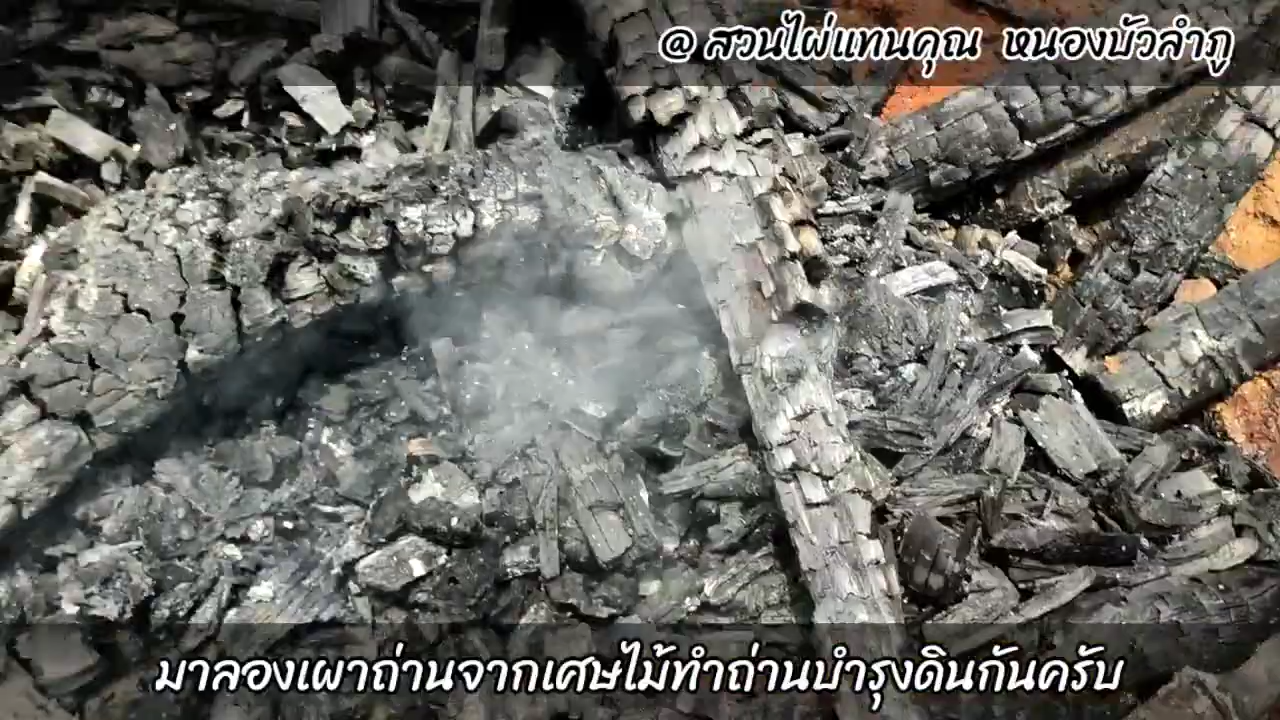 @ สวนไผ่แทนคุณ หนองบัวลำภู
มาลองเผาถ่านจากเศษไม้ทำถ่านบำรุงดินกันครับ